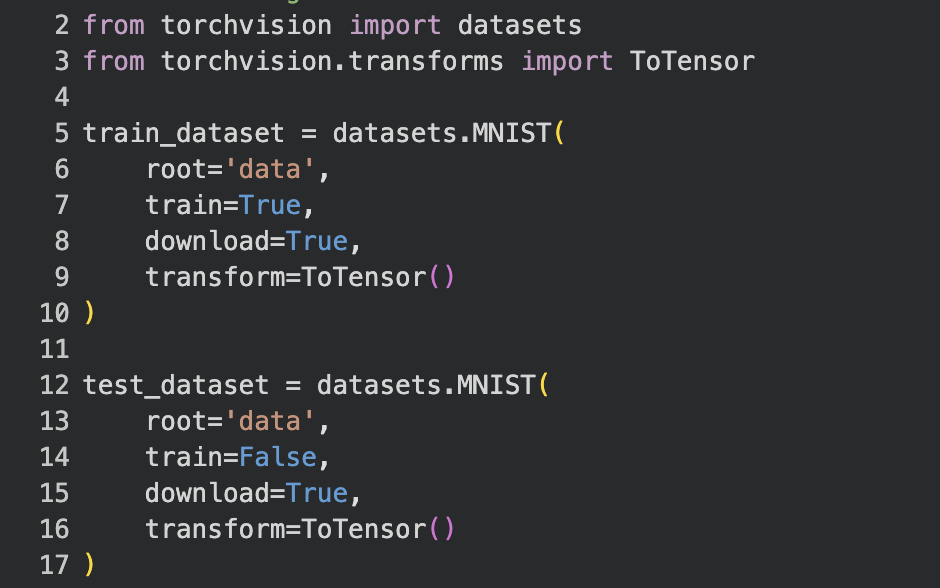 2 from torchvision import datasets
3 from torchvision.transforms import ToTensor
4
5 train_dataset = datasets.MNIST(
6     root='data',
7     train=True,
8     download=True,
9     transform=ToTensor()
10 )
11
12 test_dataset = datasets.MNIST(
13     root='data',
14     train=False,
15     download=True,
16     transform=ToTensor()
17 )